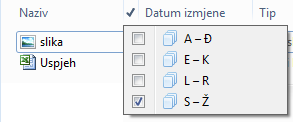 Naziv Datum izmjene Tip
slika
Uspjeh
A – Đ
E – K
L – R
S – Ž